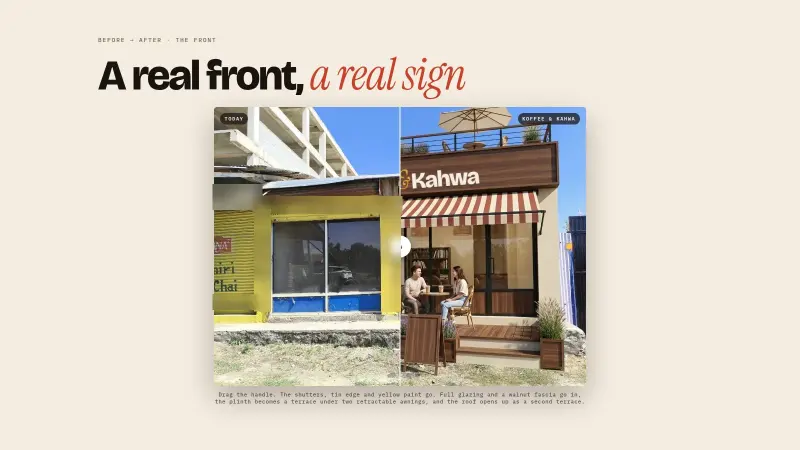 BEFORE → AFTER · THE FRONT
A real front, a real sign
TODAY
KOFFEE & KAHWA
& Kahwa
Chai
Drag the handle. The shutters, tin edge and yellow paint go. Full glazing and a walnut fascia go in,
the plinth becomes a terrace under two retractable awnings, and the roof opens up as a second terrace.